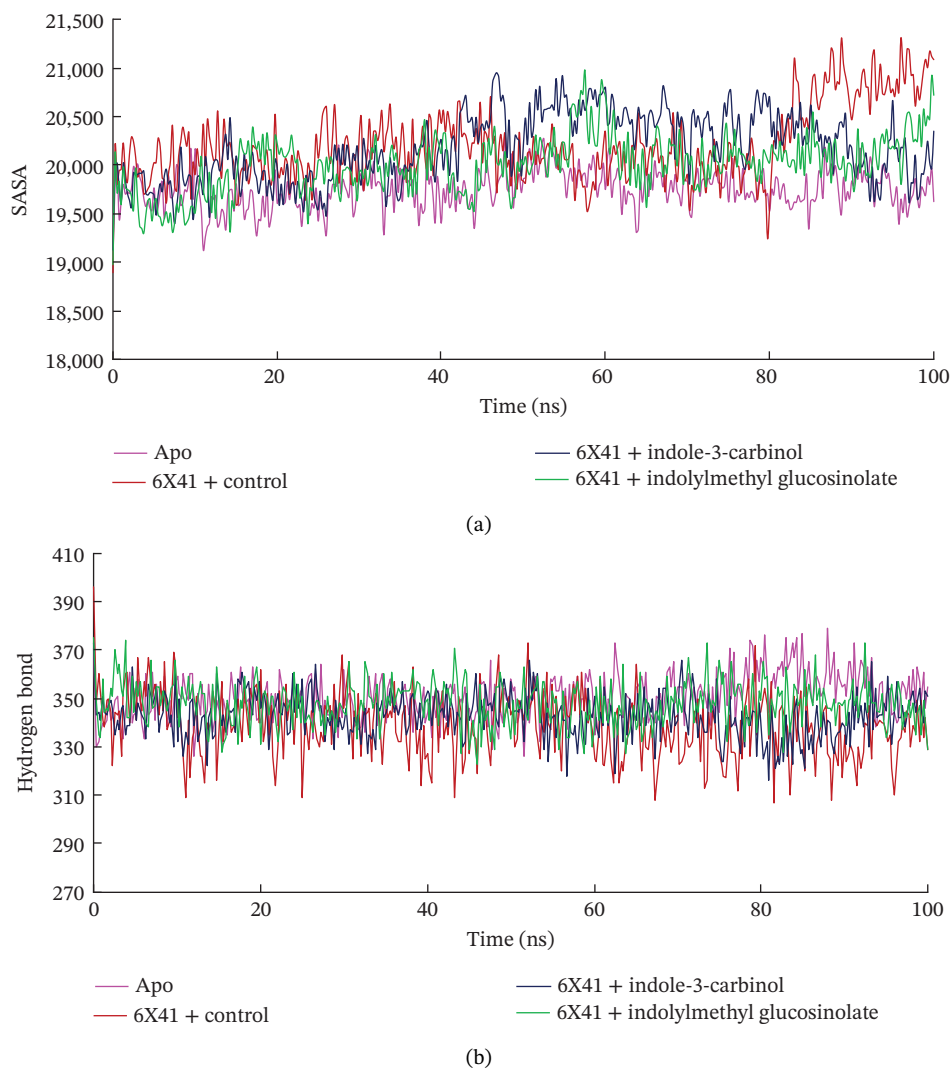 21,500
21,000
20,500
20,000
19,500
19,000
18,500
18,000
SASA
0
20
40
60
80
100
Time (ns)
Apo
6X41 + indole-3-carbinol
6X41 + control
6X41 + indolylmethyl glucosinolate
(a)
410
390
370
350
330
310
290
270
Hydrogen bond
0
20
40
60
80
100
Time (ns)
Apo
6X41 + indole-3-carbinol
6X41 + control
6X41 + indolylmethyl glucosinolate
(b)